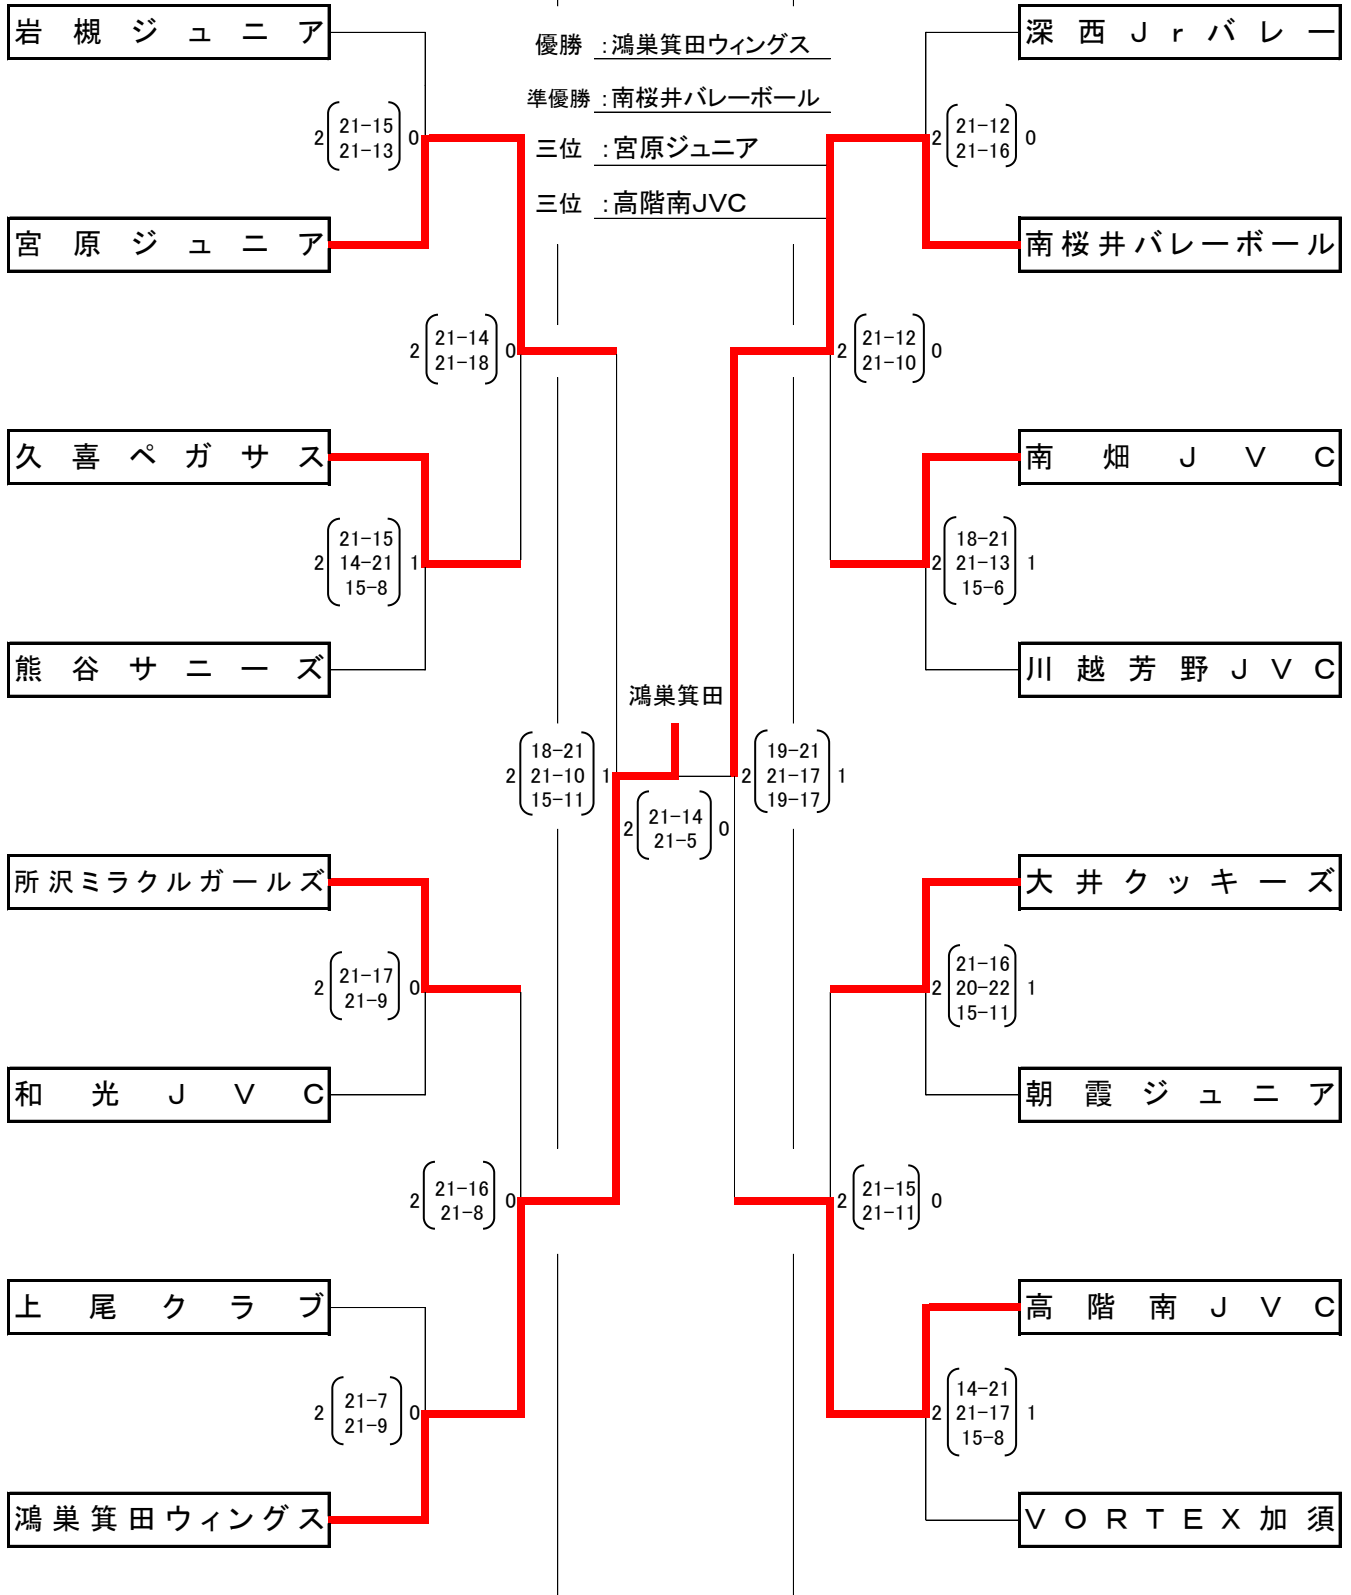 優勝 :鴻巣箕田ウィングス
準優勝 :南桜井バレーボール
三位 :宮原ジュニア
三位 :高階南JVC
岩槻ジュニア
2 21-15 0
21-13
宮原ジュニア
2 21-14 0
21-18
久喜ペガサス
21-15
2 14-21 1
15-8
熊谷サニーズ
18-21
2 21-10 1
15-11
所沢ミラクルガールズ
2 21-17 0
21-9
和光JVC
2 21-16 0
21-8
上尾クラブ
2 21-7 0
21-9
鴻巣箕田ウィングス
鴻巣箕田
2 21-14 0
21-5
深西Jrバレー
2 21-12 0
21-16
南桜井バレーボール
2 21-12 0
21-10
南畑JVC
18-21
2 21-13 1
15-6
川越芳野JVC
19-21
2 21-17 1
19-17
大井クッキーズ
21-16
2 20-22 1
15-11
朝霞ジュニア
2 21-15 0
21-11
高階南JVC
14-21
2 21-17 1
15-8
VORTEX加須